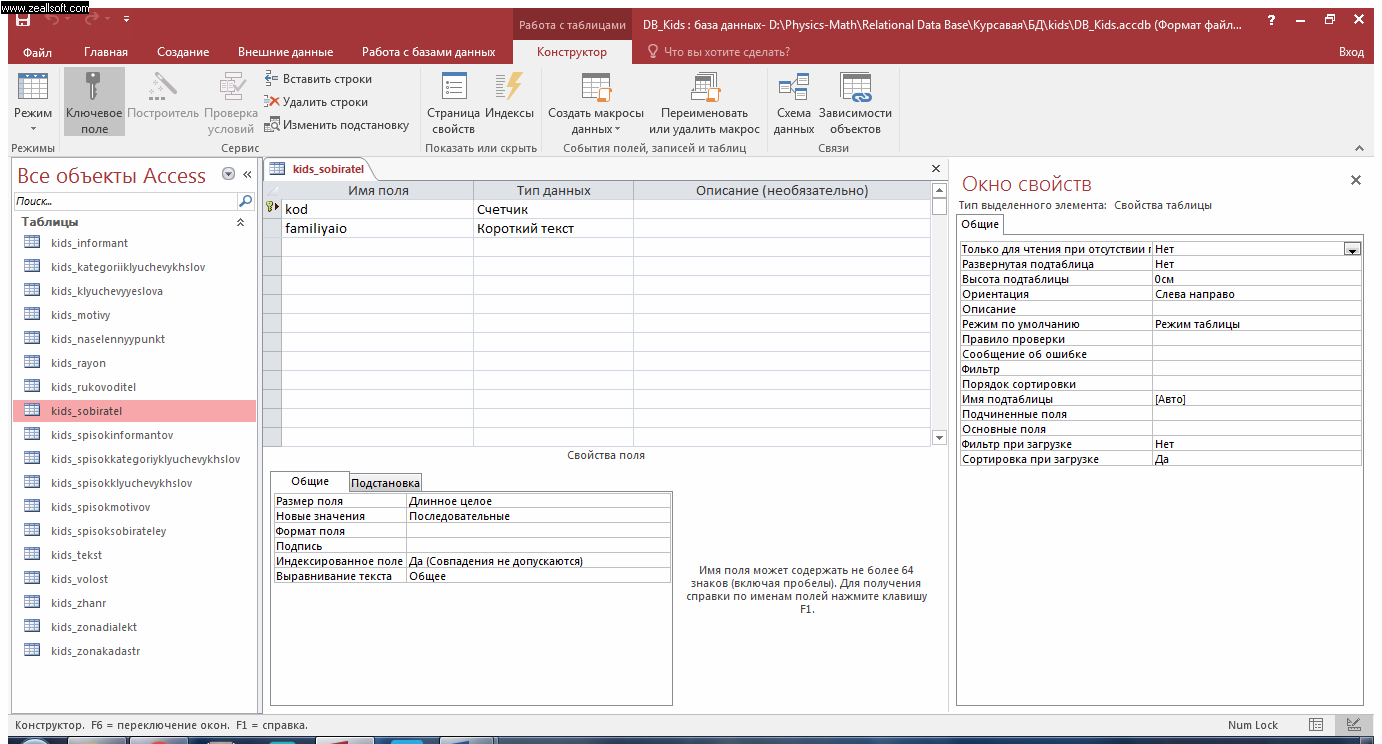 www.zeallsoft.com
Работа с таблицами
DB_Kids : база данных- D:\Physics-Math\Relational Data Base\Курсавая\БД\kids\DB_Kids.accdb (Формат файл...
?
Файл Главная Создание Внешние данные Работа с базами данных Конструктор Что вы хотите сделать? Вход
Режим
Ключевое поле
Построитель
Проверка условий
Вставить строки
Удалить строки
Изменить подстановку
Страница свойств
Индексы
Создать макросы данных
Переименовать или удалить макрос
Схема данных
Зависимости объектов
Режимы Сервис Показать или скрыть События полей, записей и таблиц Связи
Все объекты Access
Поиск...
Таблицы
kids_informant
kids_kategoriiklyuchevykhslov
kids_klyuchevyyeslova
kids_motivy
kids_naselennyypunkt
kids_rayon
kids_rukovoditel
kids_sobiratel
kids_spisokinformantov
kids_spisokkategoriyklyuchevykhslov
kids_spisokklyuchevykhslov
kids_spisokmotivov
kids_spisoksobirateley
kids_tekst
kids_volost
kids_zhanr
kids_zonadialekt
kids_zonakadastr
kids_sobiratel
Имя поля Тип данных Описание (необязательно)
kod Счетчик
familiyaio Короткий текст
Свойства поля
Общие Подстановка
Размер поля Длинное целое
Новые значения Последовательные
Формат поля
Подпись
Индексированное поле Да (Совпадения не допускаются)
Выравнивание текста Общее
Имя поля может содержать не более 64
знаков (включая пробелы). Для получения
справки по именам полей нажмите клавишу
F1.
Окно свойств
Тип выделенного элемента: Свойства таблицы
Общие
Только для чтения при отсутствии Нет
Развернутая подтаблица Нет
Высота подтаблицы 0см
Ориентация Слева направо
Описание
Режим по умолчанию Режим таблицы
Правило проверки
Сообщение об ошибке
Фильтр
Порядок сортировки
Имя подтаблицы [Авто]
Подчиненные поля
Основные поля
Фильтр при загрузке Нет
Сортировка при загрузке Да
Конструктор. F6 = переключение окон. F1 = справка.
Num Lock